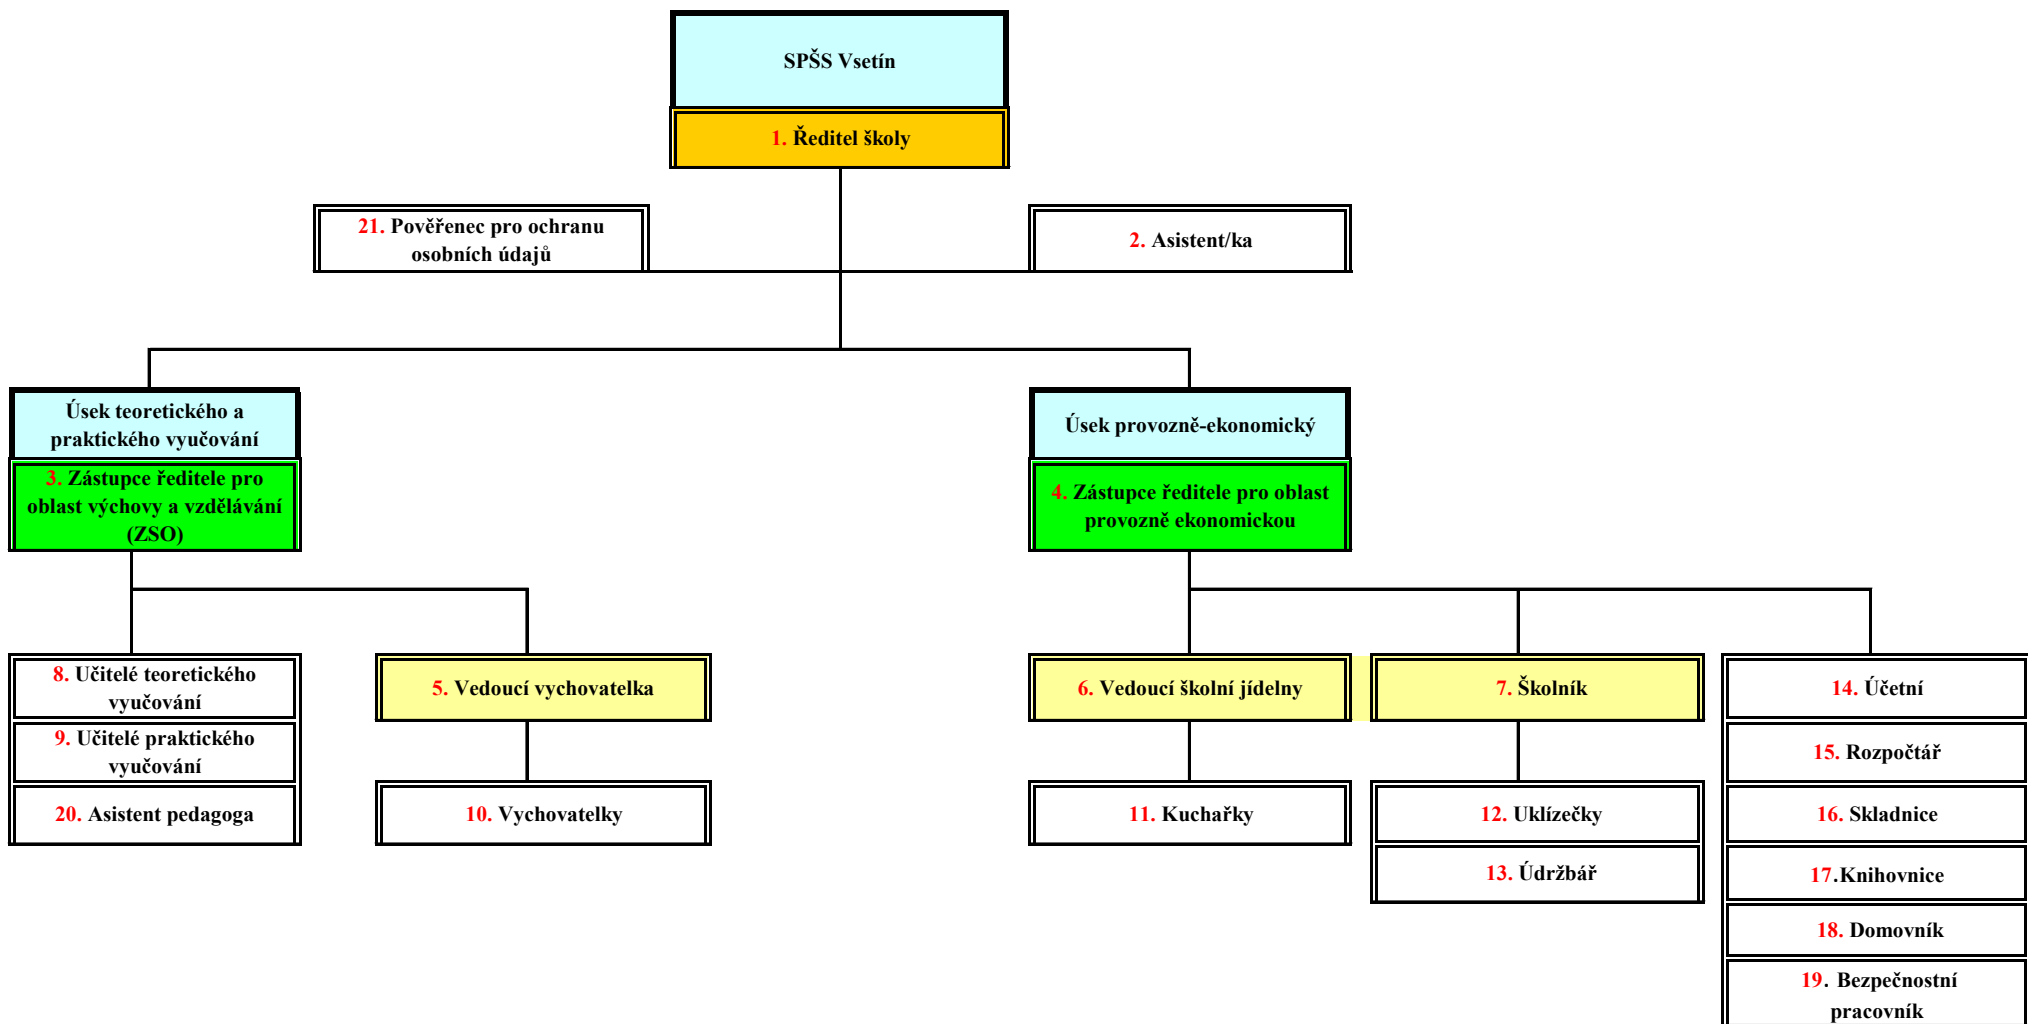 SPŠS Vsetín
1. Ředitel školy
21. Pověřenec pro ochranu
osobních údajů
2. Asistent/ka
Úsek teoretického a
praktického vyučování
3. Zástupce ředitele pro
oblast výchovy a vzdělávání
(ZSO)
Úsek provozně-ekonomický
4. Zástupce ředitele pro oblast
provozně ekonomickou
8. Učitelé teoretického
vyučování
9. Učitelé praktického
vyučování
20. Asistent pedagoga
5. Vedoucí vychovatelka
10. Vychovatelky
6. Vedoucí školní jídelny
11. Kuchařky
7. Školník
12. Uklízečky
13. Údržbář
14. Účetní
15. Rozpočtář
16. Skladnice
17.Knihovnice
18. Domovník
19. Bezpečnostní
pracovník